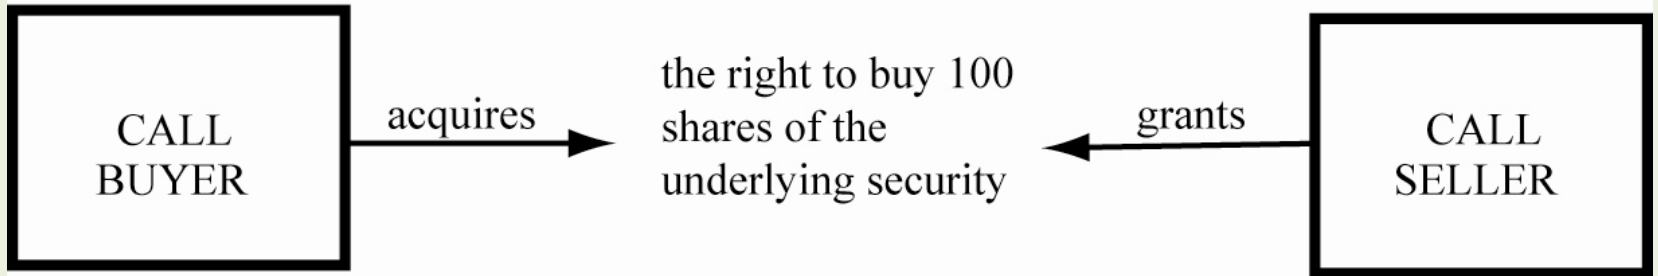 CALL
BUYER
acquires
the right to buy 100
shares of the
underlying security
grants
CALL
SELLER